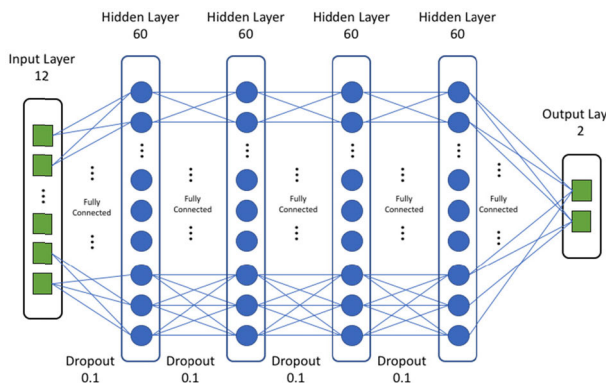 Hidden Layer
60
Hidden Layer
60
Hidden Layer
60
Hidden Layer
60
Input Layer
12
Output Lay
2
Fully
Connected
Fully
Connected
Fully
Connected
Fully
Connected
Fully
Connected
Dropout
0.1
Dropout
0.1
Dropout
0.1
Dropout
0.1